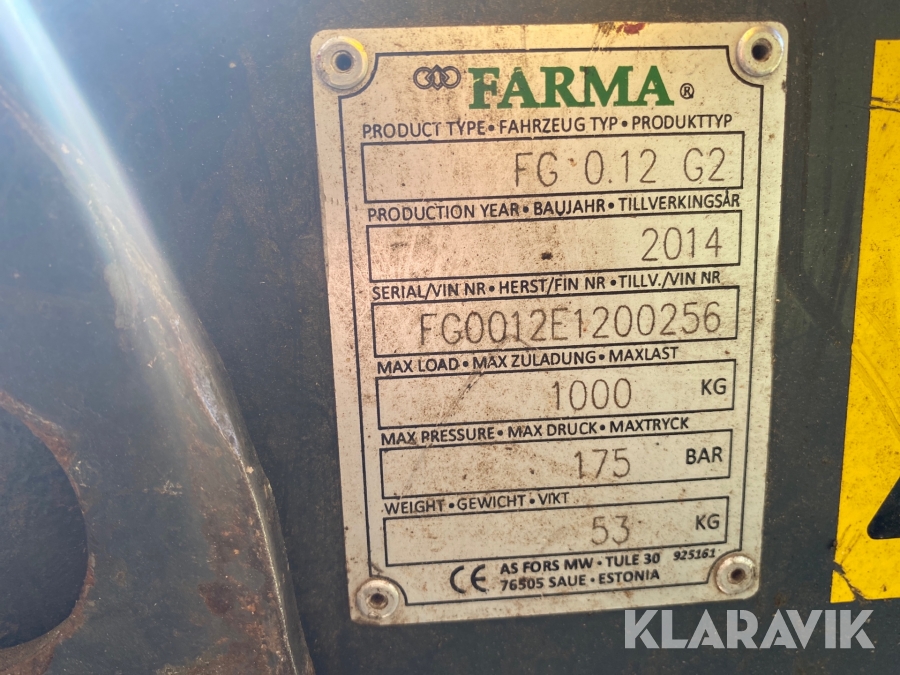 FARMA ®
PRODUCT TYPE • FAHRZEUG TYP • PRODUKTTYP
FG 0.12 G2
PRODUCTION YEAR • BAUJAHR • TILLVERKINGSÅR
2014
SERIAL/VIN NR • HERST/FIN NR • TILLV./VIN NR
FG0012E1200256
MAX LOAD • MAX ZULADUNG • MAXLAST
1000 KG
MAX PRESSURE • MAX DRUCK • MAXTRYCK
175 BAR
WEIGHT • GEWICHT • VIKT
53 KG
CE AS FORS MW • TULE 30 925161
76505 SAUE • ESTONIA
KLARAVIK